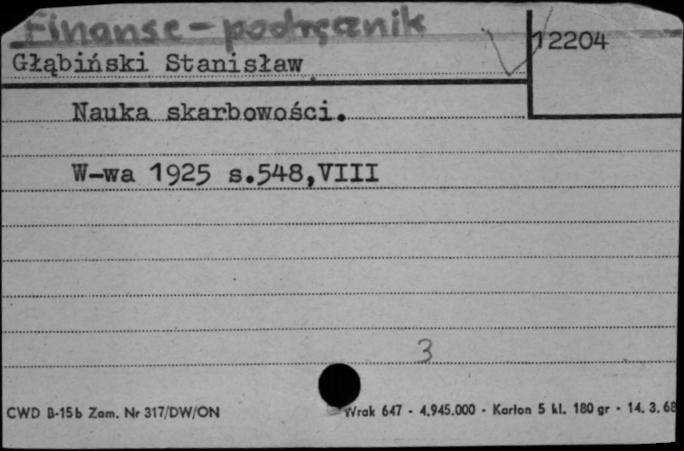 Finanse - podręcznik
12204
Głąbiński Stanisław
Nauka skarbowości.
W-wa 1925 s.548,VIII
3
CWD B-15b Zam. Nr 317/DW/ON
Wrak 647 - 4.945.000 - Karton 5 kl. 180 gr - 14. 3. 68